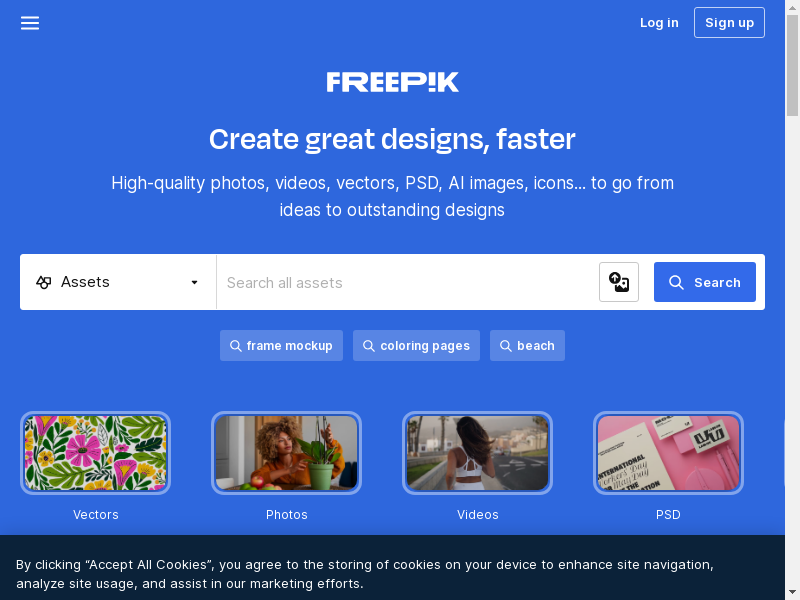 Log in
Sign up
FREEPIK
Create great designs, faster
High-quality photos, videos, vectors, PSD, AI images, icons... to go from
ideas to outstanding designs
Assets
Search all assets
Search
frame mockup
coloring pages
beach
INTERNATIONAL
Workers Day
Vectors
Photos
Videos
PSD
By clicking “Accept All Cookies”, you agree to the storing of cookies on your device to enhance site navigation,
analyze site usage, and assist in our marketing efforts.